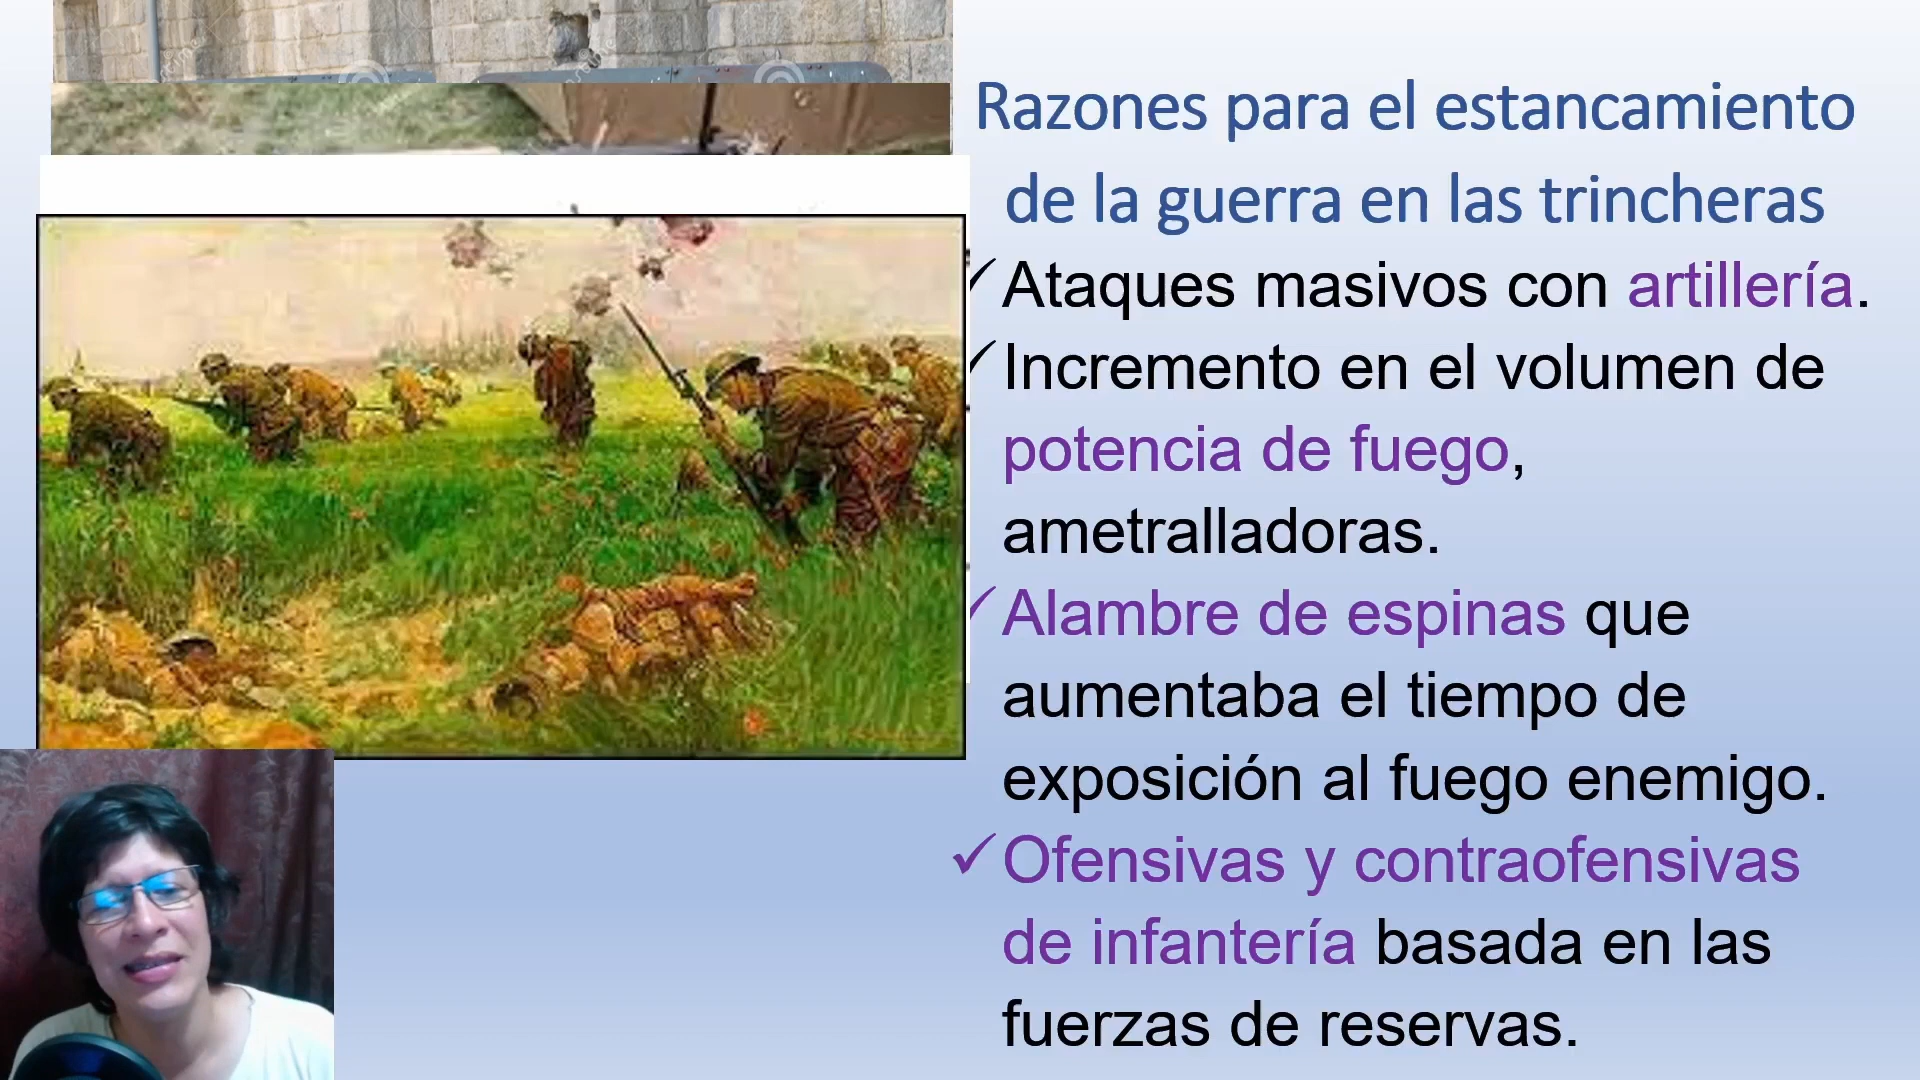 Razones para el estancamiento
de la guerra en las trincheras
✓Ataques masivos con artillería.
✓Incremento en el volumen de
potencia de fuego,
ametralladoras.
✓Alambre de espinas que
aumentaba el tiempo de
exposición al fuego enemigo.
✓Ofensivas y contraofensivas
de infantería basada en las
fuerzas de reservas.